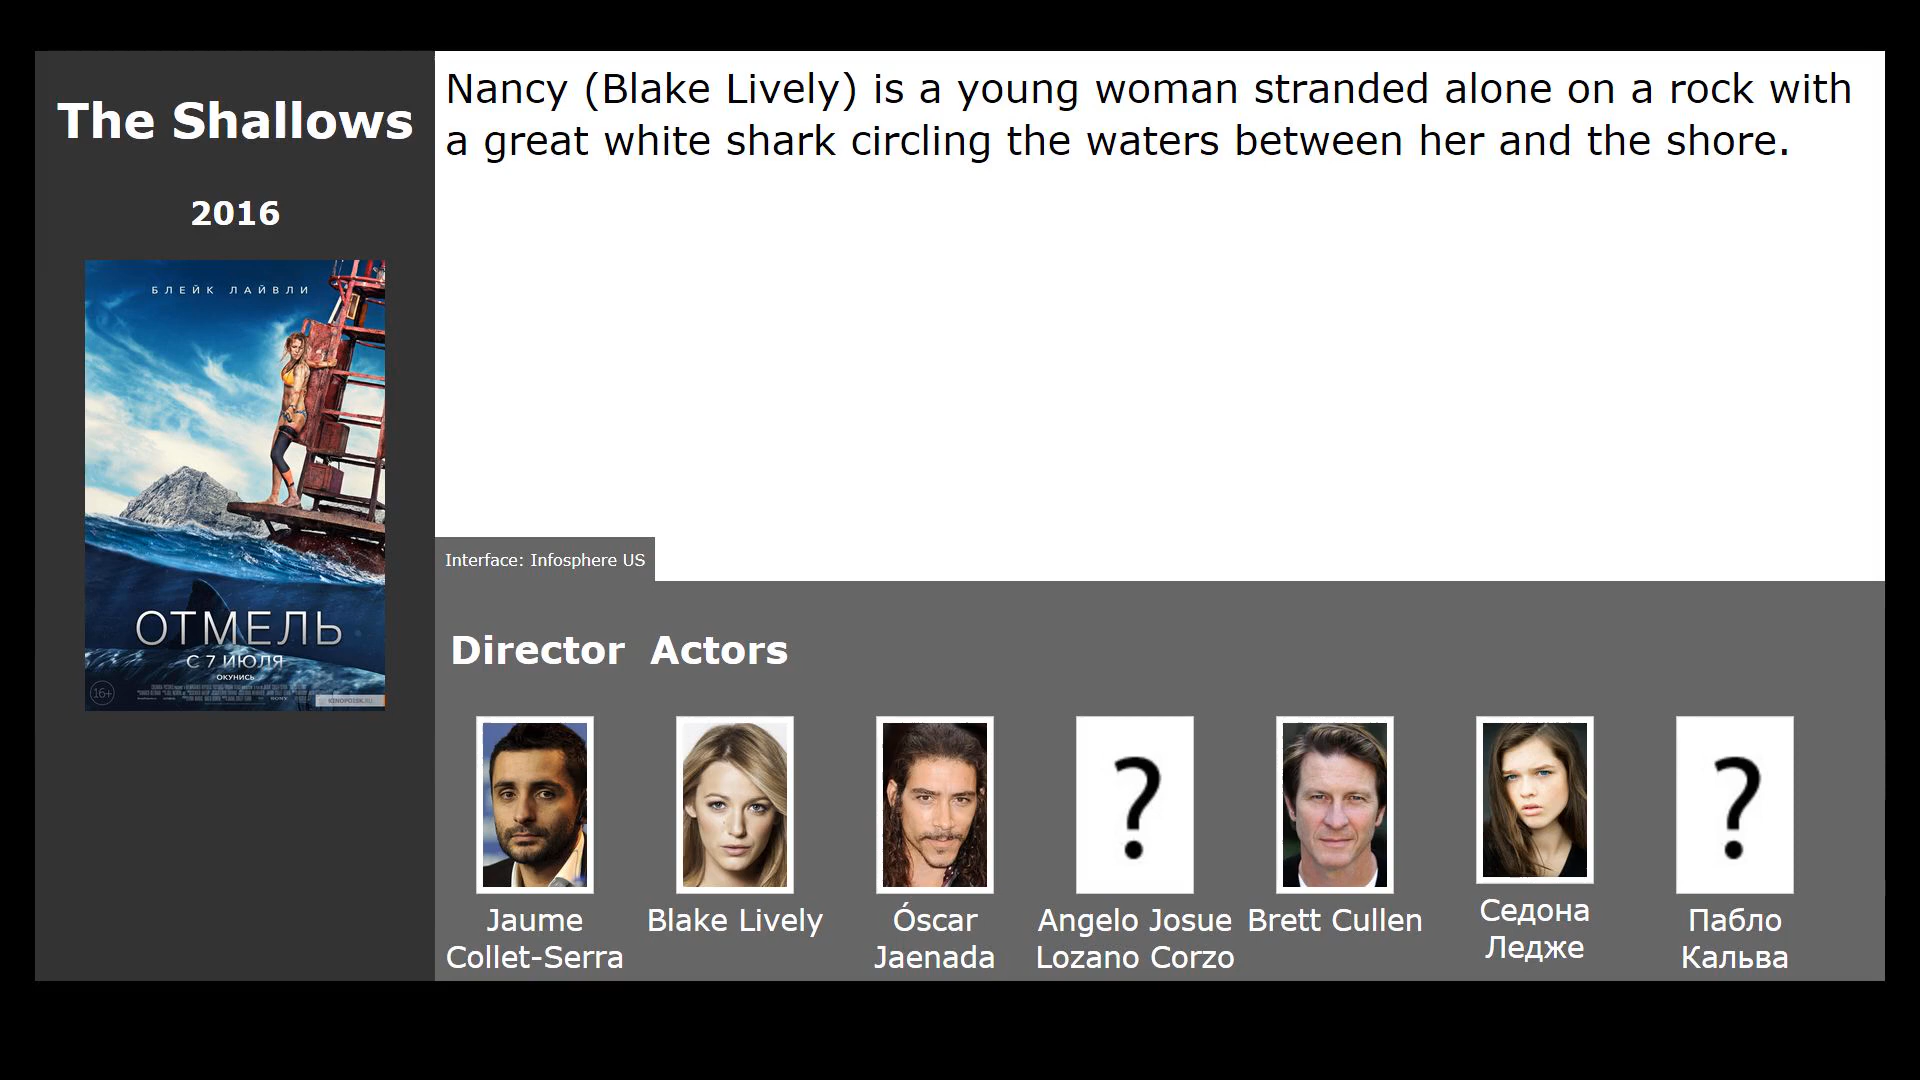 The Shallows
2016
БЛЕЙК ЛАЙВЛИ
ОТМЕЛЬ
С 7 ИЮЛЯ
ОКУНИСЬ
16+
KINOPOISK.RU
Nancy (Blake Lively) is a young woman stranded alone on a rock with
a great white shark circling the waters between her and the shore.
Interface: Infosphere US
Director Actors
Jaume
Collet-Serra
Blake Lively
Óscar
Jaenada
Angelo Josue
Lozano Corzo
Brett Cullen
Седона
Ледже
Пабло
Кальва